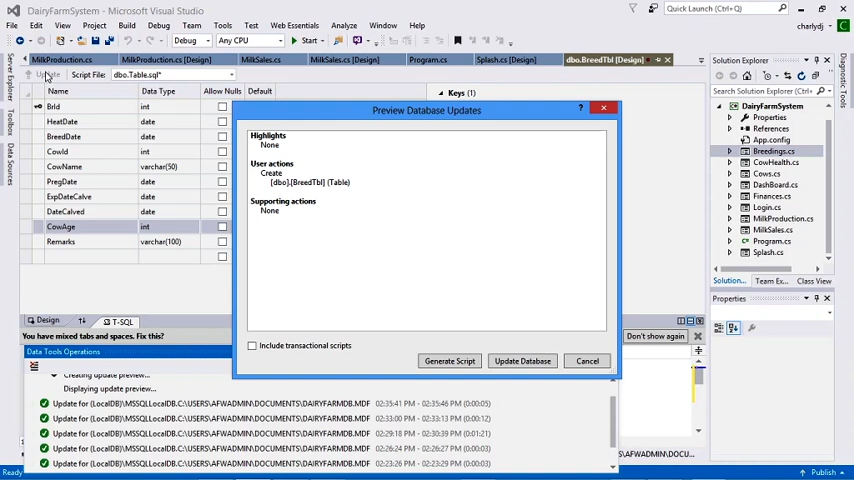 DairyFarmSystem - Microsoft Visual Studio
Quick Launch (Ctrl+Q)
FILE EDIT VIEW PROJECT BUILD DEBUG TEAM TOOLS TEST WEB ESSENTIALS ANALYZE WINDOW HELP
charlydj
Debug Any CPU Start
MilkProduction.cs MilkProduction.cs [Design] MilkSales.cs MilkSales.cs [Design] Program.cs Splash.cs [Design] dbo.BreedTbl [Design]
Update Script File: dbo.Table.sql*
Server Explorer
Toolbox
Data Sources
Name Data Type Allow Nulls Default
BrId int
HeatDate date
BreedDate date
CowId int
CowName varchar(50)
PregDate date
ExpDateCalve date
DateCalved date
CowAge int
Remarks varchar(100)
Keys (1)
Preview Database Updates
Highlights
None
User actions
Create
[dbo].[BreedTbl] (Table)
Supporting actions
None
Include transactional scripts
Generate Script Update Database Cancel
Design T-SQL
You have mixed tabs and spaces. Fix this?
Don't show again
Data Tools Operations
Creating update preview...
Displaying update preview...
Update for (LocalDB)\MSSQLLocalDB.C:\USERS\AFWADMIN\DOCUMENTS\DAIRYFARMDB.MDF 02:35:41 PM - 02:35:46 PM (0:00:05)
Update for (LocalDB)\MSSQLLocalDB.C:\USERS\AFWADMIN\DOCUMENTS\DAIRYFARMDB.MDF 02:33:00 PM - 02:33:13 PM (0:00:12)
Update for (LocalDB)\MSSQLLocalDB.C:\USERS\AFWADMIN\DOCUMENTS\DAIRYFARMDB.MDF 02:29:18 PM - 02:30:39 PM (0:01:21)
Update for (LocalDB)\MSSQLLocalDB.C:\USERS\AFWADMIN\DOCUMENTS\DAIRYFARMDB.MDF 02:26:24 PM - 02:26:27 PM (0:00:03)
Update for (LocalDB)\MSSQLLocalDB.C:\USERS\AFWADMIN\DOCUMENTS\DAIRYFARMDB.MDF 02:23:26 PM - 02:23:29 PM (0:00:03)
Solution Explorer
Search Solution Explorer
DairyFarmSystem
Properties
References
App.config
Breedings.cs
CowHealth.cs
Cows.cs
DashBoard.cs
Finances.cs
Login.cs
MilkProduction.cs
MilkSales.cs
Program.cs
Splash.cs
Solution... Team Ex... Class View
Properties
Diagnostic Tools
Ready
Publish